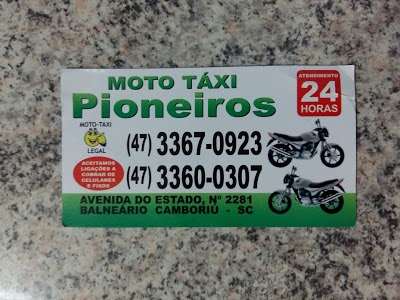 MOTO TÁXI
Pioneiros
ATENDIMENTO
24
HORAS
MOTO-TAXI
LEGAL
(47) 3367-0923
ACEITAMOS
LIGAÇÕES A
COBRAR DE
CELULARES
E FIXO
(47) 3360-0307
AVENIDA DO ESTADO, Nº 2281
BALNEÁRIO CAMBORIÚ - SC